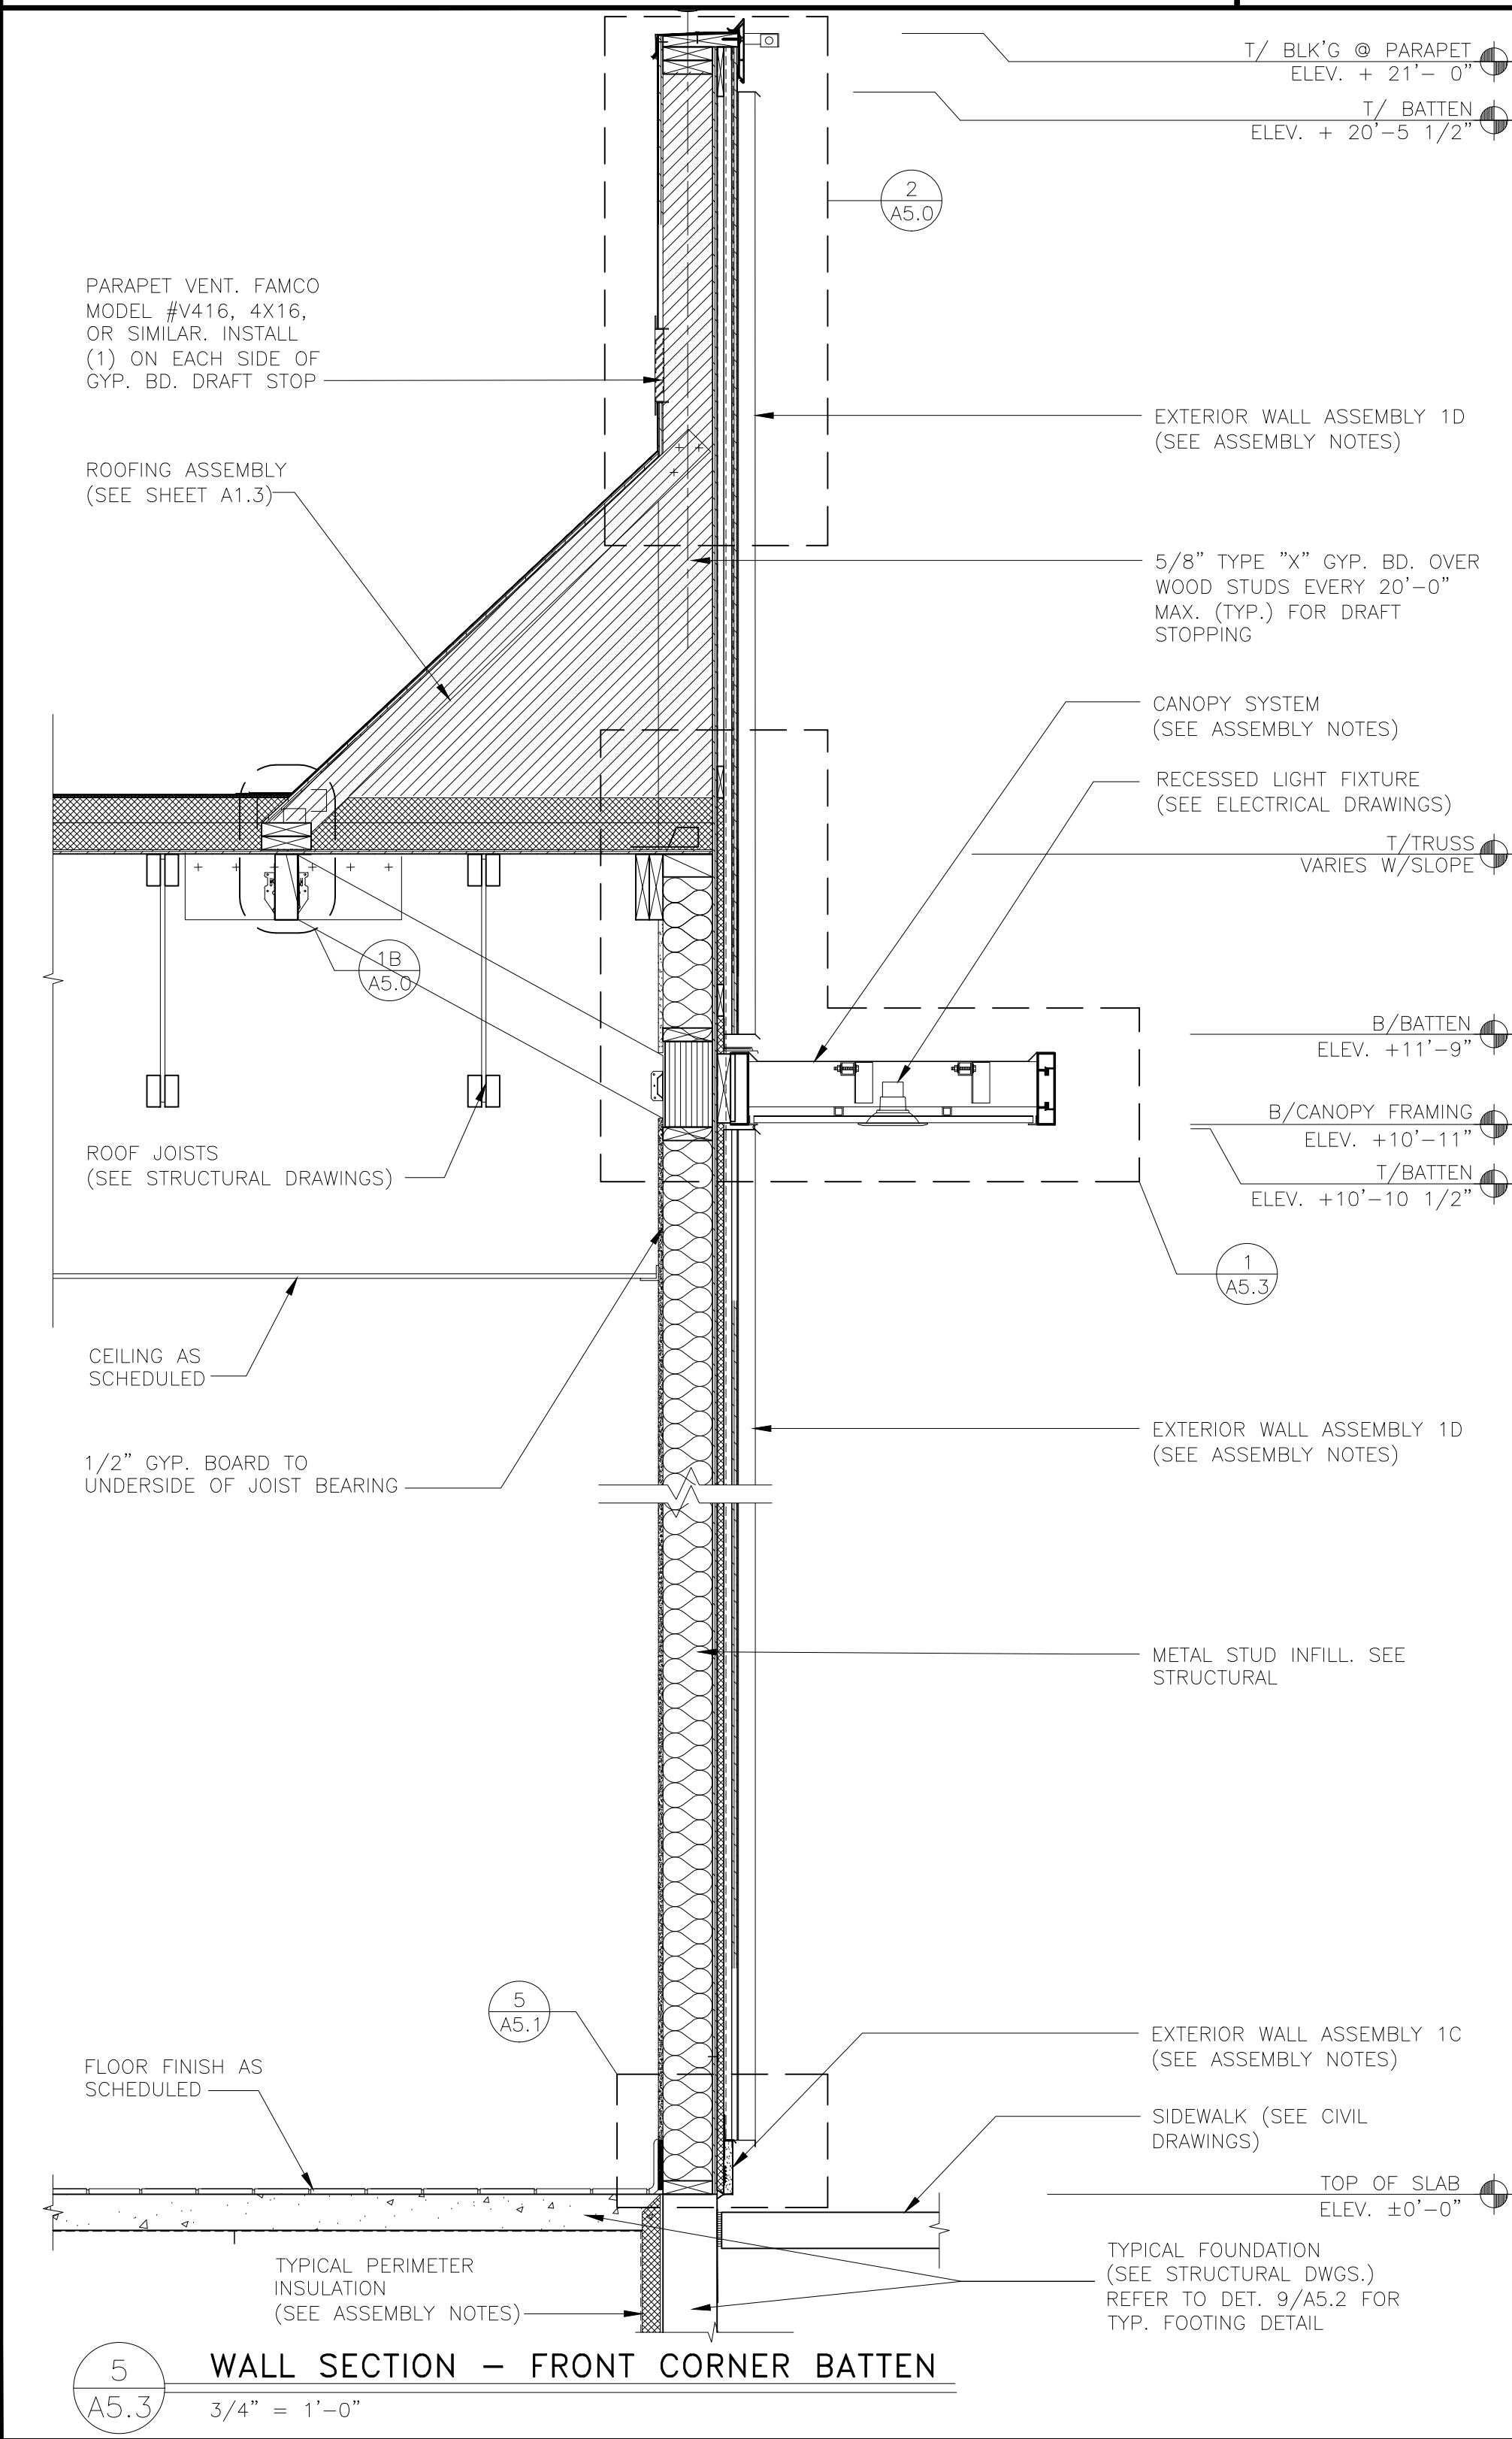 T/ BLK'G @ PARAPET
ELEV. + 21'- 0"
T/ BATTEN
ELEV. + 20'-5 1/2"
2
A5.0
PARAPET VENT. FAMCO
MODEL #V416, 4X16,
OR SIMILAR. INSTALL
(1) ON EACH SIDE OF
GYP. BD. DRAFT STOP
EXTERIOR WALL ASSEMBLY 1D
(SEE ASSEMBLY NOTES)
ROOFING ASSEMBLY
(SEE SHEET A1.3)
5/8" TYPE "X" GYP. BD. OVER
WOOD STUDS EVERY 20'-0"
MAX. (TYP.) FOR DRAFT
STOPPING
CANOPY SYSTEM
(SEE ASSEMBLY NOTES)
RECESSED LIGHT FIXTURE
(SEE ELECTRICAL DRAWINGS)
T/TRUSS
VARIES W/SLOPE
1B
A5.0
B/BATTEN
ELEV. +11'-9"
B/CANOPY FRAMING
ELEV. +10'-11"
T/BATTEN
ELEV. +10'-10 1/2"
ROOF JOISTS
(SEE STRUCTURAL DRAWINGS)
1
A5.3
CEILING AS
SCHEDULED
EXTERIOR WALL ASSEMBLY 1D
(SEE ASSEMBLY NOTES)
1/2" GYP. BOARD TO
UNDERSIDE OF JOIST BEARING
METAL STUD INFILL. SEE
STRUCTURAL
5
A5.1
EXTERIOR WALL ASSEMBLY 1C
(SEE ASSEMBLY NOTES)
FLOOR FINISH AS
SCHEDULED
SIDEWALK (SEE CIVIL
DRAWINGS)
TOP OF SLAB
ELEV. ±0'-0"
TYPICAL PERIMETER
INSULATION
(SEE ASSEMBLY NOTES)
TYPICAL FOUNDATION
(SEE STRUCTURAL DWGS.)
REFER TO DET. 9/A5.2 FOR
TYP. FOOTING DETAIL
5
A5.3
WALL SECTION - FRONT CORNER BATTEN
3/4" = 1'-0"